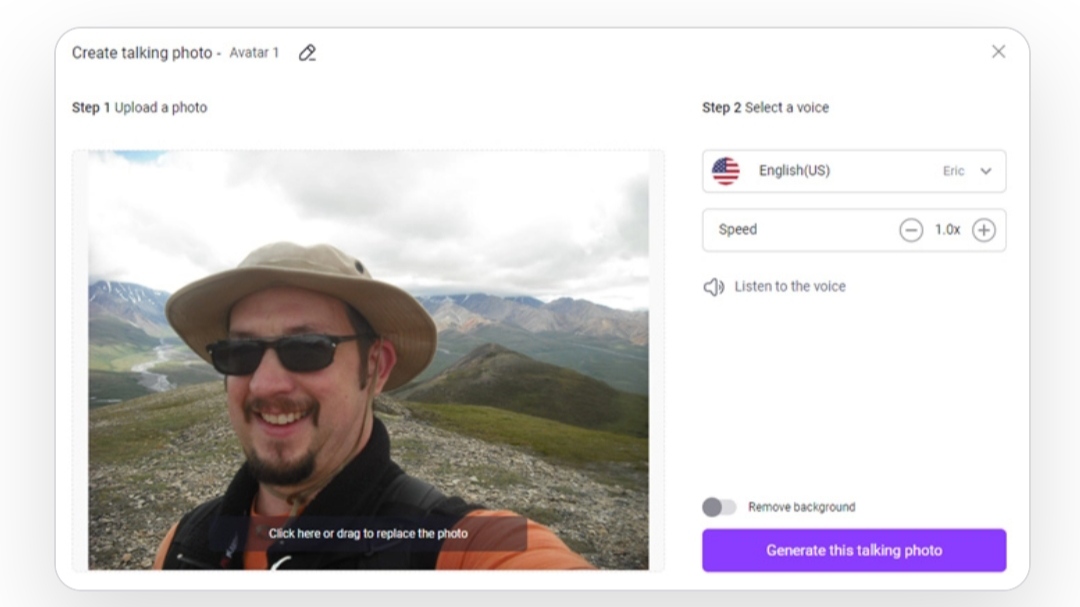 Create talking photo - Avatar 1
Step 1 Upload a photo
Click here or drag to replace the photo
Step 2 Select a voice
English(US) Eric
Speed 1.0x
Listen to the voice
Remove background
Generate this talking photo